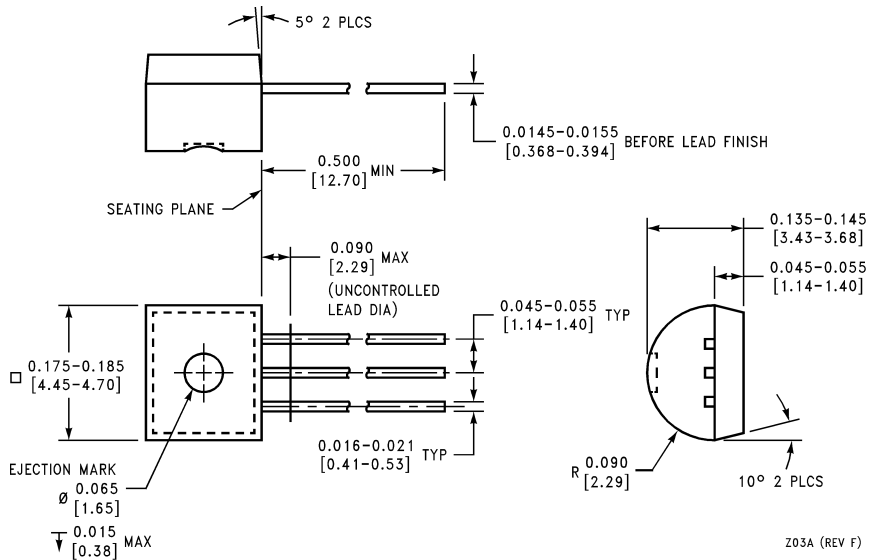 5° 2 PLCS
0.0145-0.0155
[0.368-0.394] BEFORE LEAD FINISH
0.500
[12.70] MIN
SEATING PLANE
0.090
[2.29] MAX
(UNCONTROLLED
LEAD DIA)
0.135-0.145
[3.43-3.68]
0.045-0.055
[1.14-1.40]
0.045-0.055
[1.14-1.40] TYP
□ 0.175-0.185
[4.45-4.70]
0.016-0.021
[0.41-0.53] TYP
EJECTION MARK
Ø 0.065
[1.65]
0.015
[0.38] MAX
R 0.090
[2.29]
10° 2 PLCS
Z03A (REV F)